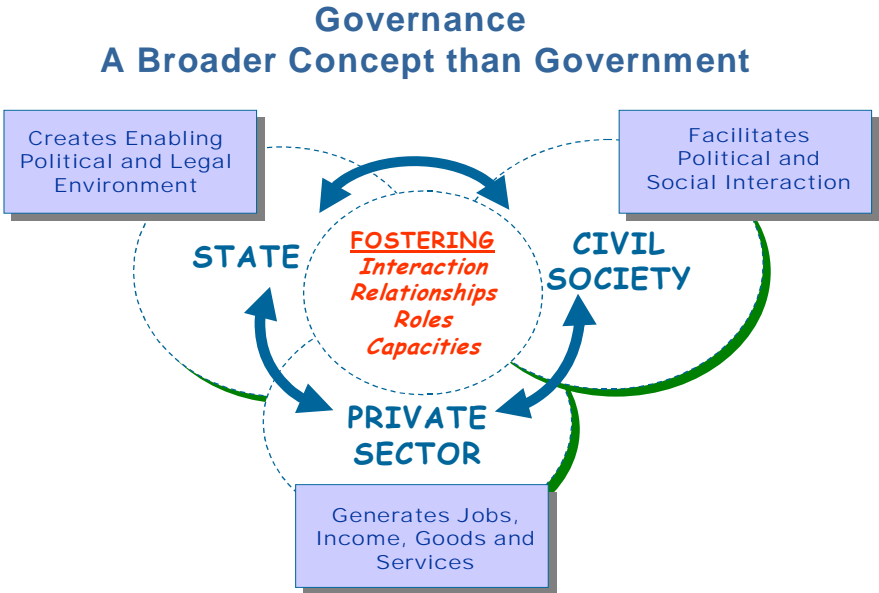 Governance
A Broader Concept than Government
Creates Enabling
Political and Legal
Environment
Facilitates
Political and
Social Interaction
STATE
FOSTERING
Interaction
Relationships
Roles
Capacities
CIVIL
SOCIETY
PRIVATE
SECTOR
Generates Jobs,
Income, Goods and
Services